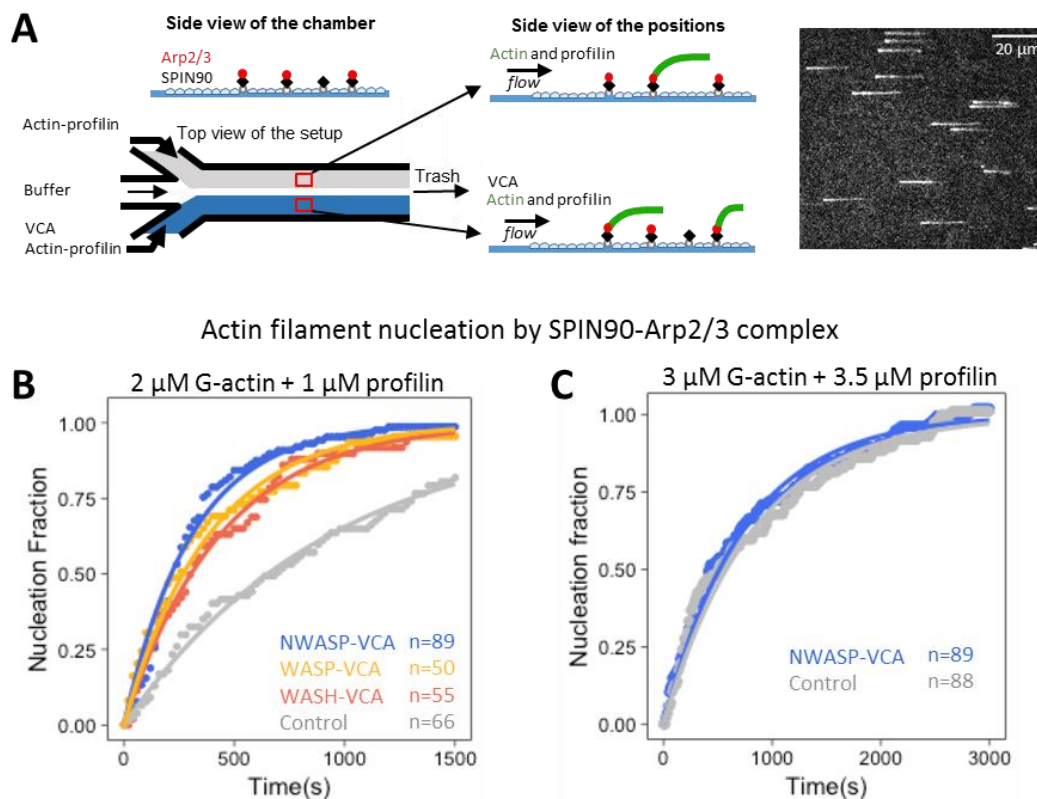 A
Side view of the chamber
Arp2/3
SPIN90
Actin-profilin
Top view of the setup
Buffer
VCA
Actin-profilin
Trash
Side view of the positions
Actin and profilin
flow
VCA
Actin and profilin
flow
20 μm
Actin filament nucleation by SPIN90-Arp2/3 complex
B
2 μM G-actin + 1 μM profilin
Nucleation Fraction
1.00
0.75
0.50
0.25
0.00
NWASP-VCA n=89
WASP-VCA n=50
WASH-VCA n=55
Control n=66
0 500 1000 1500
Time(s)
C
3 μM G-actin + 3.5 μM profilin
Nucleation fraction
1.00
0.75
0.50
0.25
0.00
NWASP-VCA n=89
Control n=88
0 1000 2000 3000
Time(s)